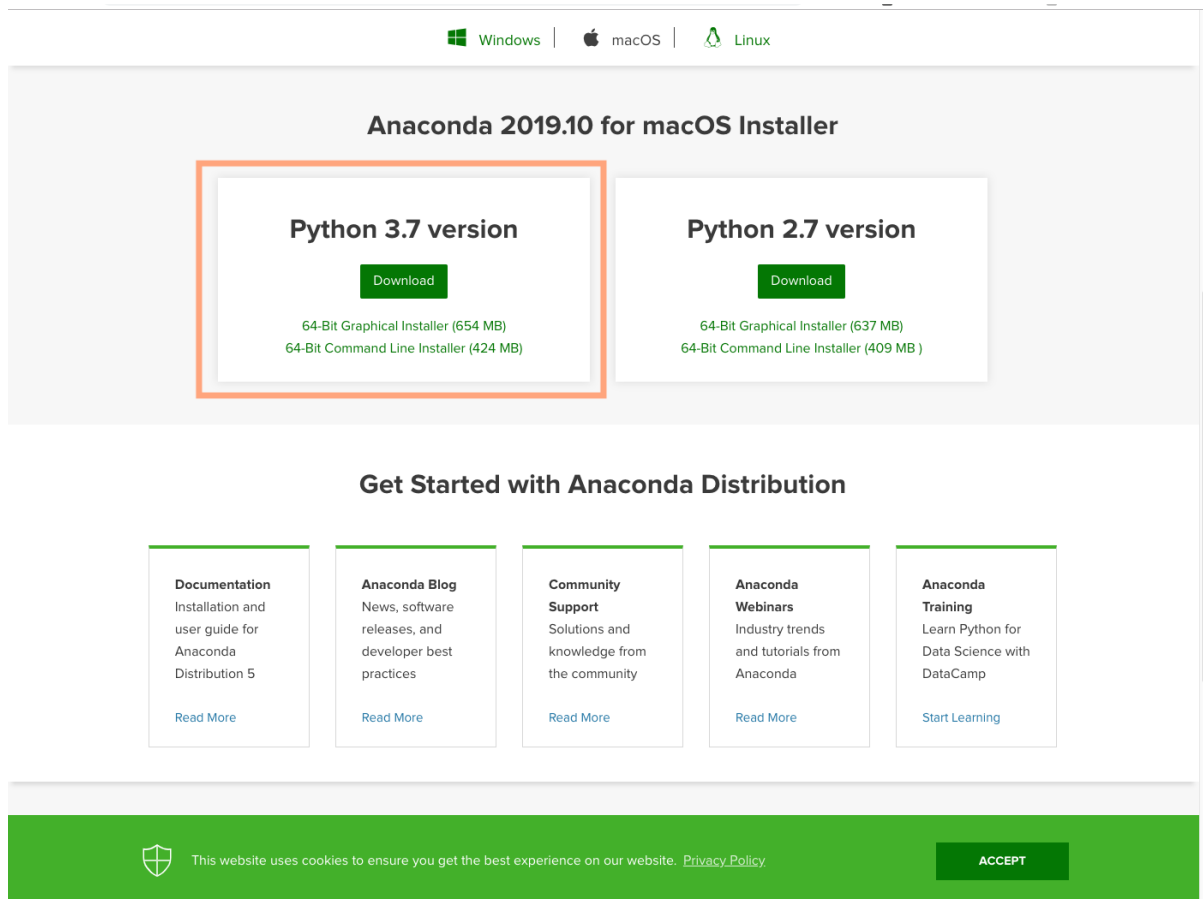 Windows
macOS
Linux
Anaconda 2019.10 for macOS Installer
Python 3.7 version
Download
64-Bit Graphical Installer (654 MB)
64-Bit Command Line Installer (424 MB)
Python 2.7 version
Download
64-Bit Graphical Installer (637 MB)
64-Bit Command Line Installer (409 MB )
Get Started with Anaconda Distribution
Documentation
Installation and
user guide for
Anaconda
Distribution 5
Read More
Anaconda Blog
News, software
releases, and
developer best
practices
Read More
Community
Support
Solutions and
knowledge from
the community
Read More
Anaconda
Webinars
Industry trends
and tutorials from
Anaconda
Read More
Anaconda
Training
Learn Python for
Data Science with
DataCamp
Start Learning
This website uses cookies to ensure you get the best experience on our website. Privacy Policy
ACCEPT